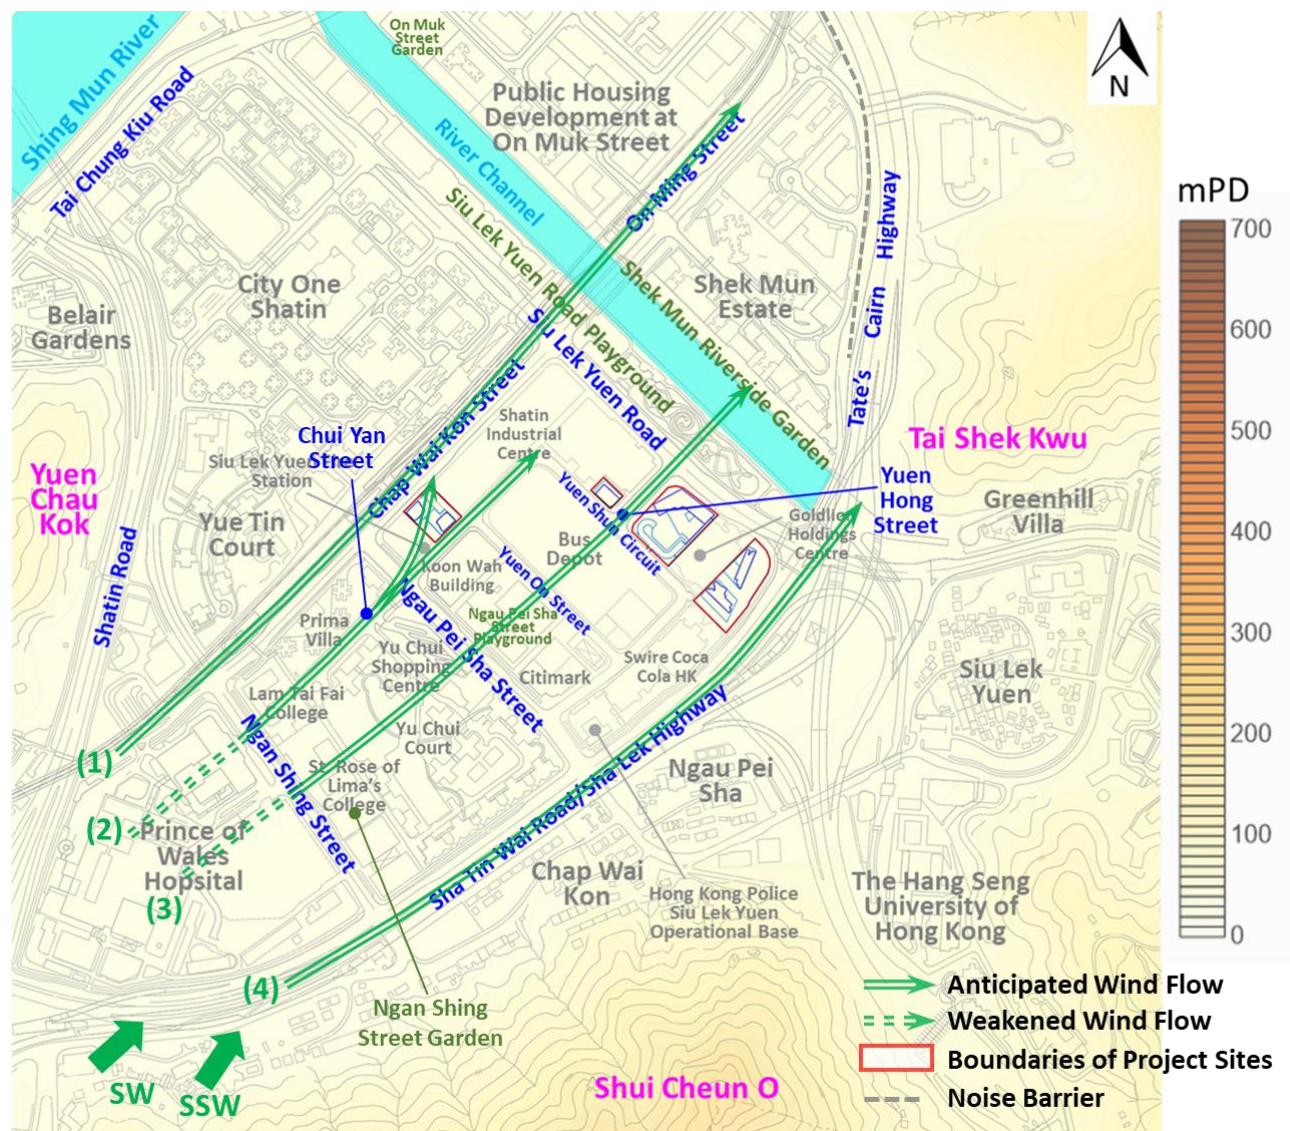 On Muk
Street
Garden
N
Shing Mun River
Tai Chung Kiu Road
Public Housing
Development at
On Muk Street
River Channel
On Ming Street
Siu Lek Yuen Road Playground
Tate's Cairn Highway
mPD
700
600
500
400
300
200
100
0
City One
Shatin
Belair
Gardens
Shek Mun
Estate
Shek Mun Riverside Garden
Siu Lek Yuen Road
Chap Wai Kon Street
Shatin
Industrial
Centre
Chui Yan
Street
Siu Lek Yuen
Station
Tai Shek Kwu
Yuen
Chau
Kok
Yue Tin
Court
Yuen
Hong
Street
Greenhill
Villa
Goldlion
Holdings
Centre
Yuen Shun Circuit
Bus
Depot
Koon Wah
Building
Yuen On Street
Shatin Road
Prima
Villa
Ngau Pei Sha
Street
Playground
Ngau Pei Sha Street
Yu Chui
Shopping
Centre
Citimark
Swire Coca
Cola HK
Siu Lek
Yuen
Lam Tai Fai
College
Yu Chui
Court
Ngan Shing Street
St. Rose of
Lima's
College
Ngau Pei
Sha
Sha Tin Wai Road/Sha Lek Highway
(1)
(2)
Prince of
Wales
Hopsital
(3)
(4)
Chap Wai
Kon
Hong Kong Police
Siu Lek Yuen
Operational Base
The Hang Seng
University of
Hong Kong
Ngan Shing
Street Garden
SW
SSW
Shui Cheun O
Anticipated Wind Flow
Weakened Wind Flow
Boundaries of Project Sites
Noise Barrier